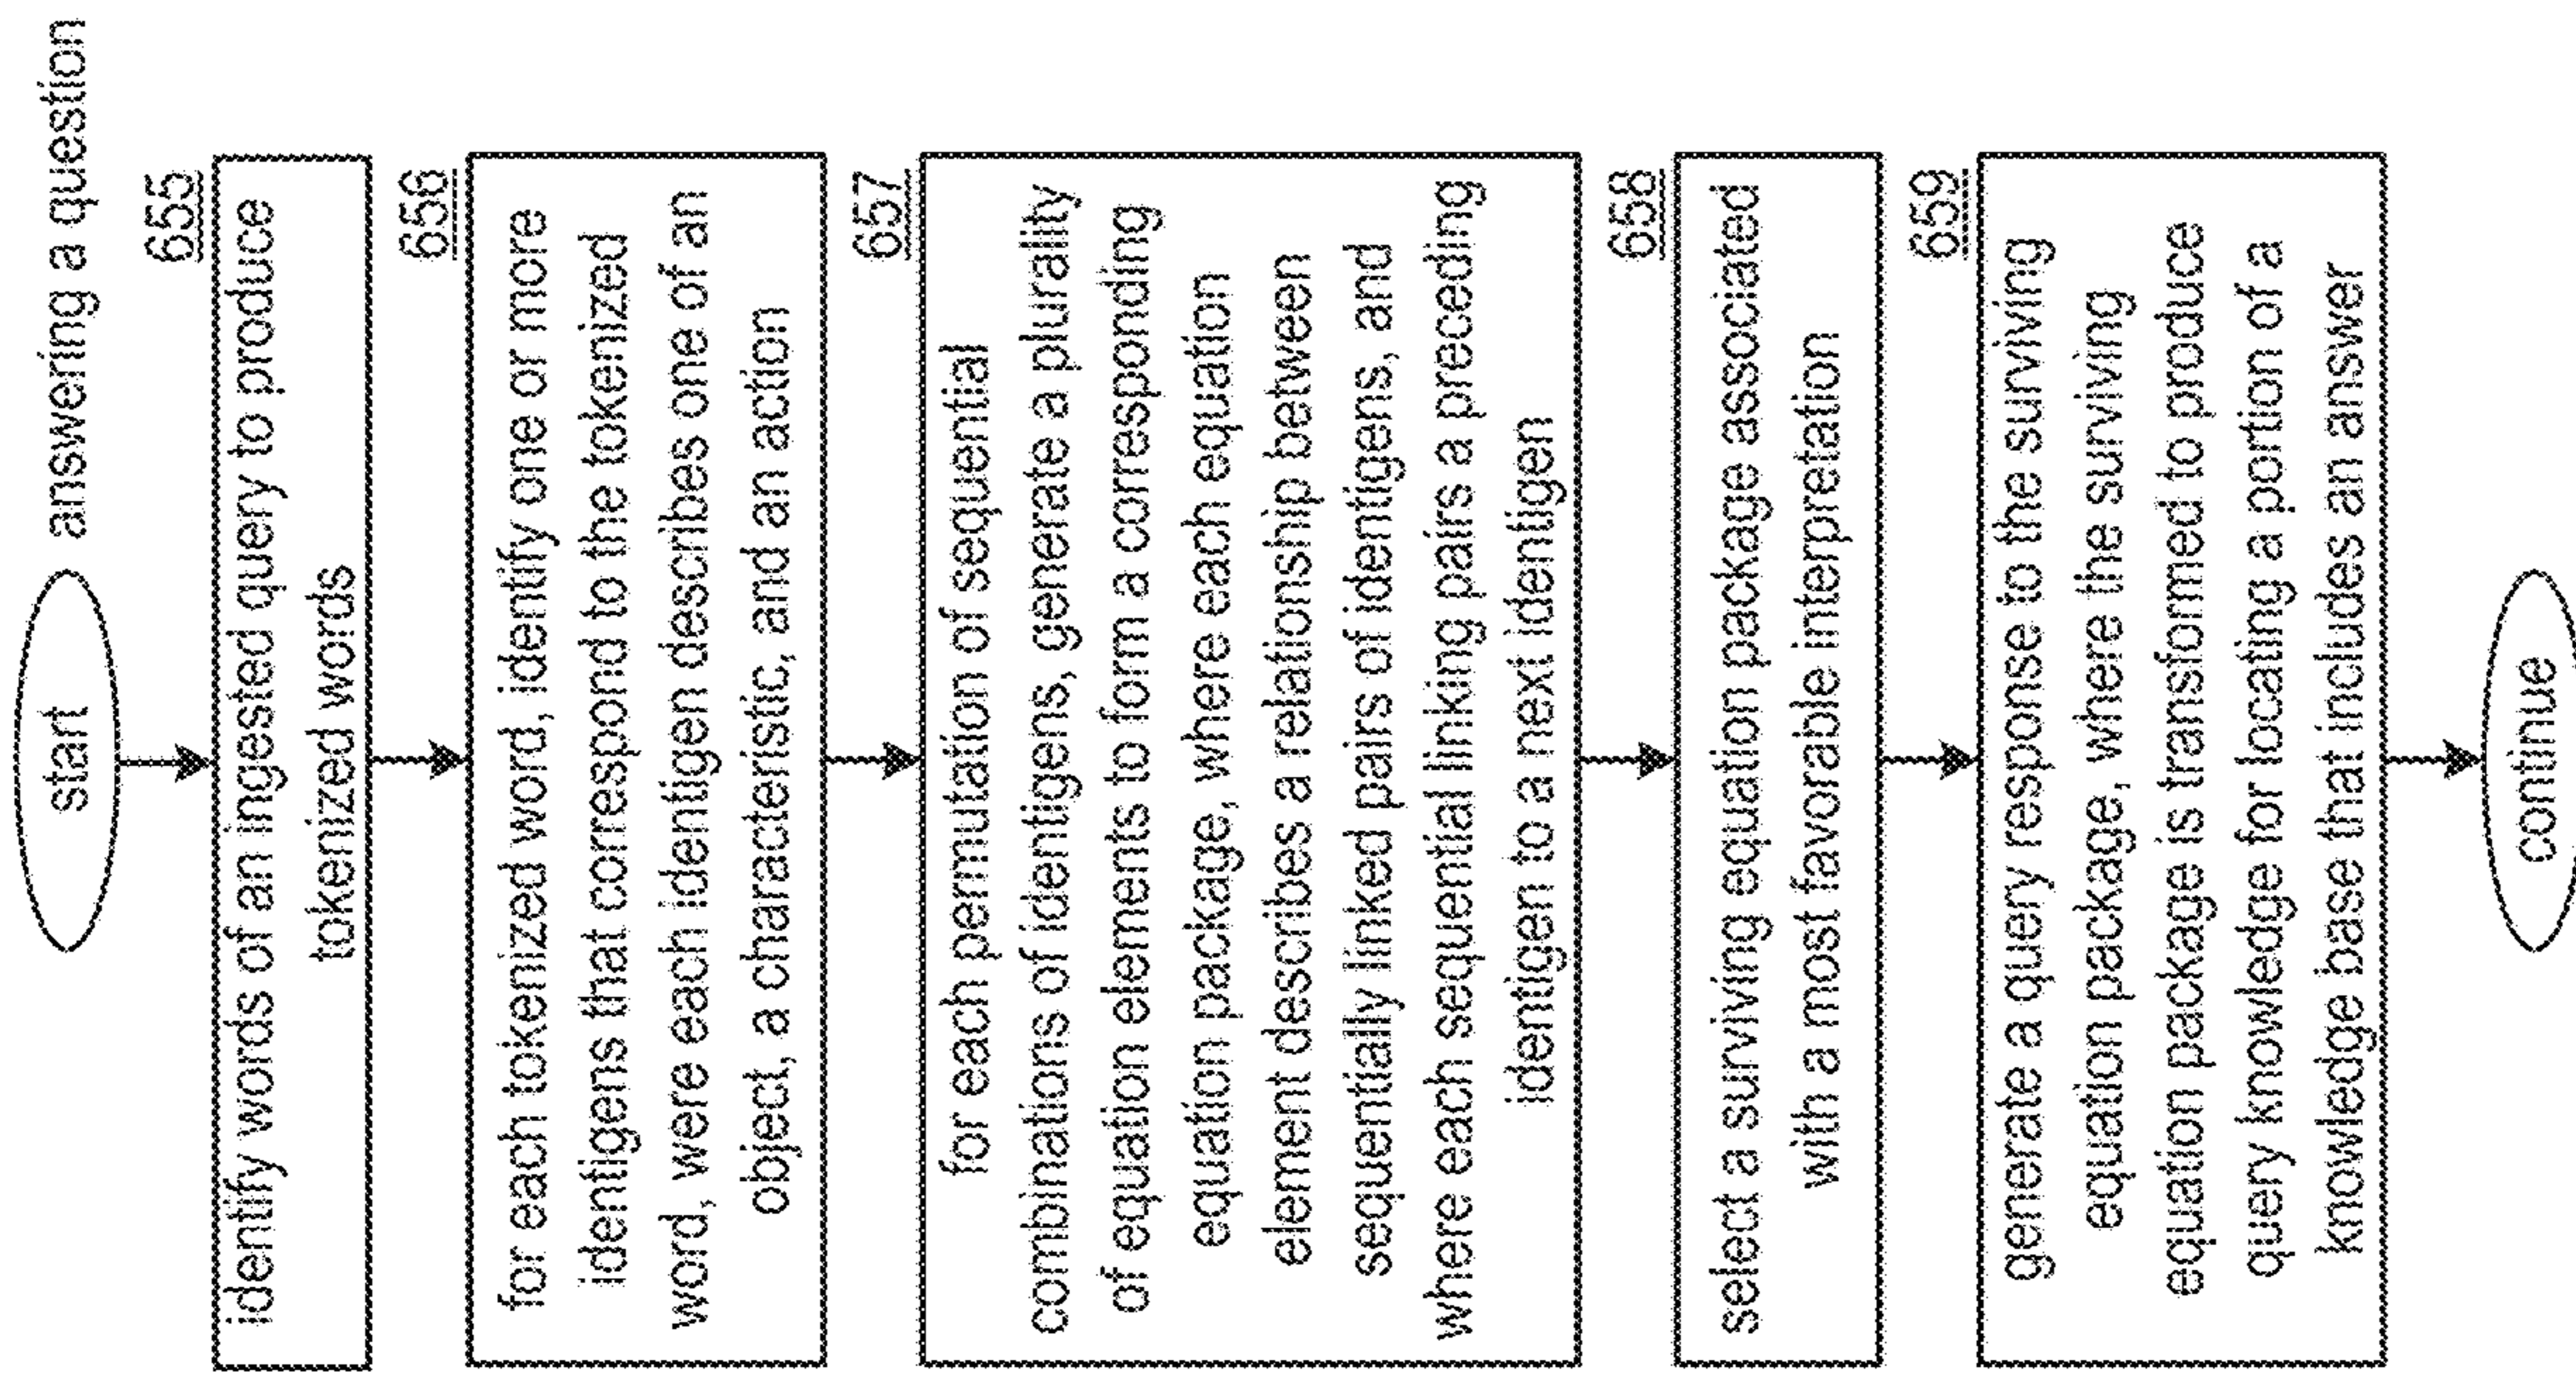 start
answering a question
655
identify words of an ingested query to produce
tokenized words
656
for each tokenized word, identify one or more
identigens that correspond to the tokenized
word, were each identigen describes one of an
object, a characteristic, and an action
657
for each permutation of sequential
combinations of identigens, generate a plurality
of equation elements to form a corresponding
equation package, where each equation
element describes a relationship between
sequentially linked pairs of identigens, and
where each sequential linking pairs a preceding
identigen to a next identigen
658
select a surviving equation package associated
with a most favorable interpretation
659
generate a query response to the surviving
equation package, where the surviving
equation package is transformed to produce
query knowledge for locating a portion of a
knowledge base that includes an answer
continue